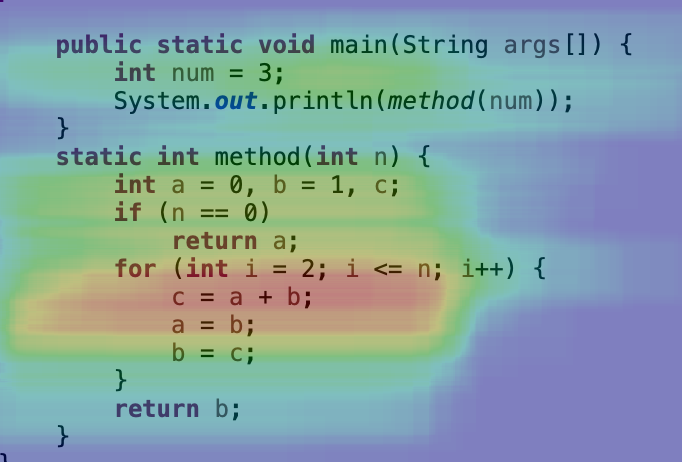 public static void main(String args[]) {
int num = 3;
System.out.println(method(num));
}
static int method(int n) {
int a = 0, b = 1, c;
if (n == 0)
return a;
for (int i = 2; i <= n; i++) {
c = a + b;
a = b;
b = c;
}
return b;
}
}